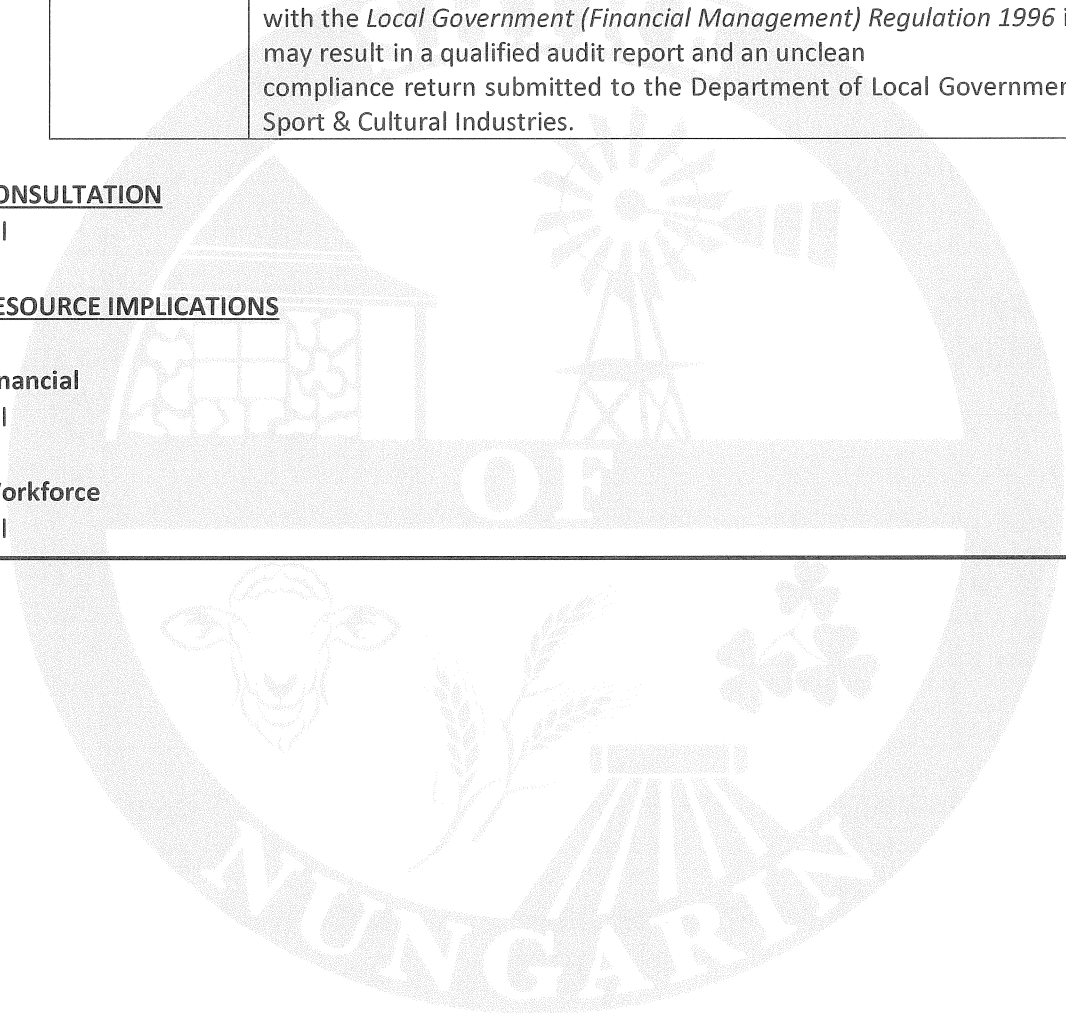 with the Local Government (Financial Management) Regulation 1996 i
may result in a qualified audit report and an unclean
compliance return submitted to the Department of Local Governmen
Sport & Cultural Industries.
ONSULTATION
l
ESOURCE IMPLICATIONS
nancial
l
Vorkforce
l
OF
NUNGARIN